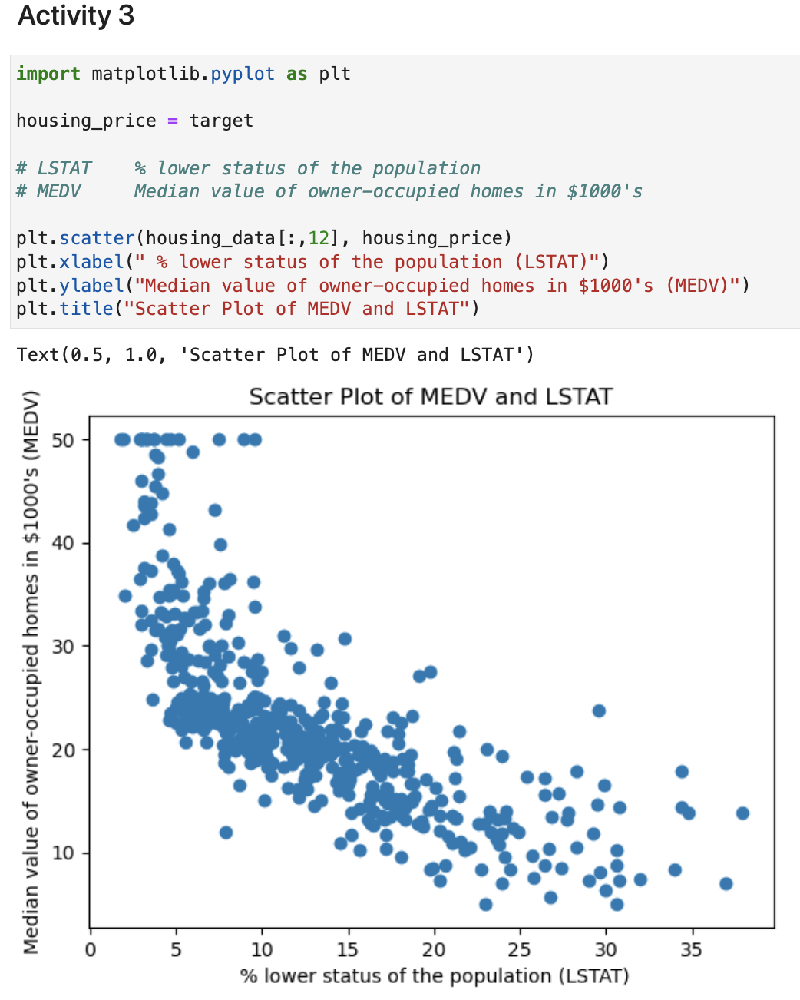 Activity 3
import matplotlib.pyplot as plt
housing_price = target
# LSTAT    % lower status of the population
# MEDV     Median value of owner-occupied homes in $1000's
plt.scatter(housing_data[:,12], housing_price)
plt.xlabel(" % lower status of the population (LSTAT)")
plt.ylabel("Median value of owner-occupied homes in $1000's (MEDV)")
plt.title("Scatter Plot of MEDV and LSTAT")
Text(0.5, 1.0, 'Scatter Plot of MEDV and LSTAT')
Scatter Plot of MEDV and LSTAT
Median value of owner-occupied homes in $1000's (MEDV)
50
40
30
20
10
0 5 10 15 20 25 30 35
% lower status of the population (LSTAT)